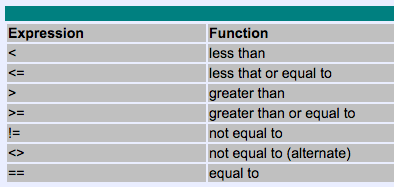 Expression Function
< less than
<= less that or equal to
> greater than
>= greater than or equal to
!= not equal to
<> not equal to (alternate)
== equal to